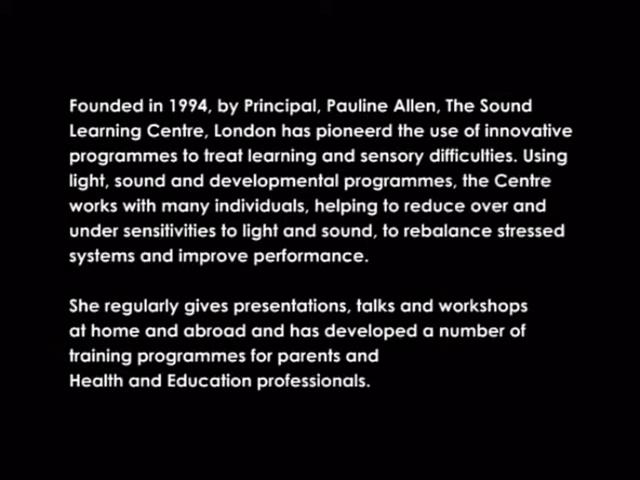 Founded in 1994, by Principal, Pauline Allen, The Sound
Learning Centre, London has pioneerd the use of innovative
programmes to treat learning and sensory difficulties. Using
light, sound and developmental programmes, the Centre
works with many individuals, helping to reduce over and
under sensitivities to light and sound, to rebalance stressed
systems and improve performance.
She regularly gives presentations, talks and workshops
at home and abroad and has developed a number of
training programmes for parents and
Health and Education professionals.